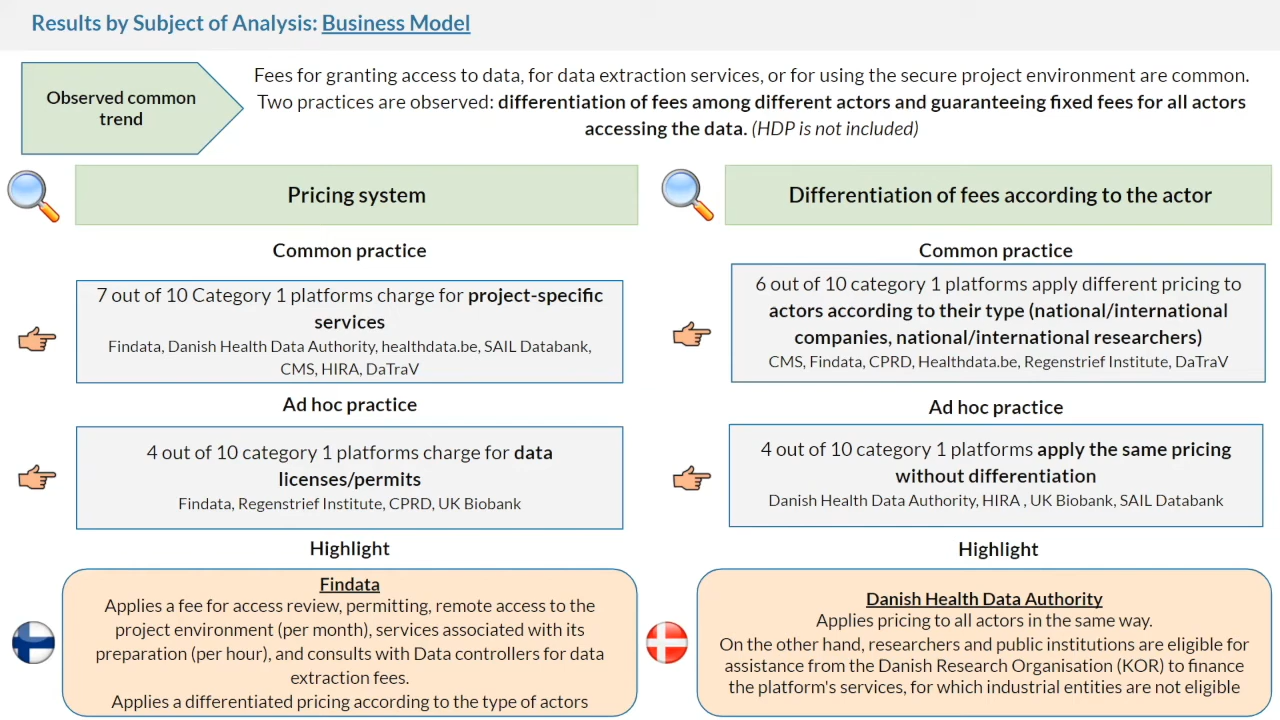 Results by Subject of Analysis: Business Model
Observed common
trend
Fees for granting access to data, for data extraction services, or for using the secure project environment are common.
Two practices are observed: differentiation of fees among different actors and guaranteeing fixed fees for all actors
accessing the data. (HDP is not included)
Pricing system
Common practice
7 out of 10 Category 1 platforms charge for project-specific
services
Findata, Danish Health Data Authority, healthdata.be, SAIL Databank,
CMS, HIRA, DaTraV
Ad hoc practice
4 out of 10 category 1 platforms charge for data
licenses/permits
Findata, Regenstrief Institute, CPRD, UK Biobank
Highlight
Findata
Applies a fee for access review, permitting, remote access to the
project environment (per month), services associated with its
preparation (per hour), and consults with Data controllers for data
extraction fees.
Applies a differentiated pricing according to the type of actors
Differentiation of fees according to the actor
Common practice
6 out of 10 category 1 platforms apply different pricing to
actors according to their type (national/international
companies, national/international researchers)
CMS, Findata, CPRD, Healthdata.be, Regenstrief Institute, DaTraV
Ad hoc practice
4 out of 10 category 1 platforms apply the same pricing
without differentiation
Danish Health Data Authority, HIRA , UK Biobank, SAIL Databank
Highlight
Danish Health Data Authority
Applies pricing to all actors in the same way.
On the other hand, researchers and public institutions are eligible for
assistance from the Danish Research Organisation (KOR) to finance
the platform's services, for which industrial entities are not eligible